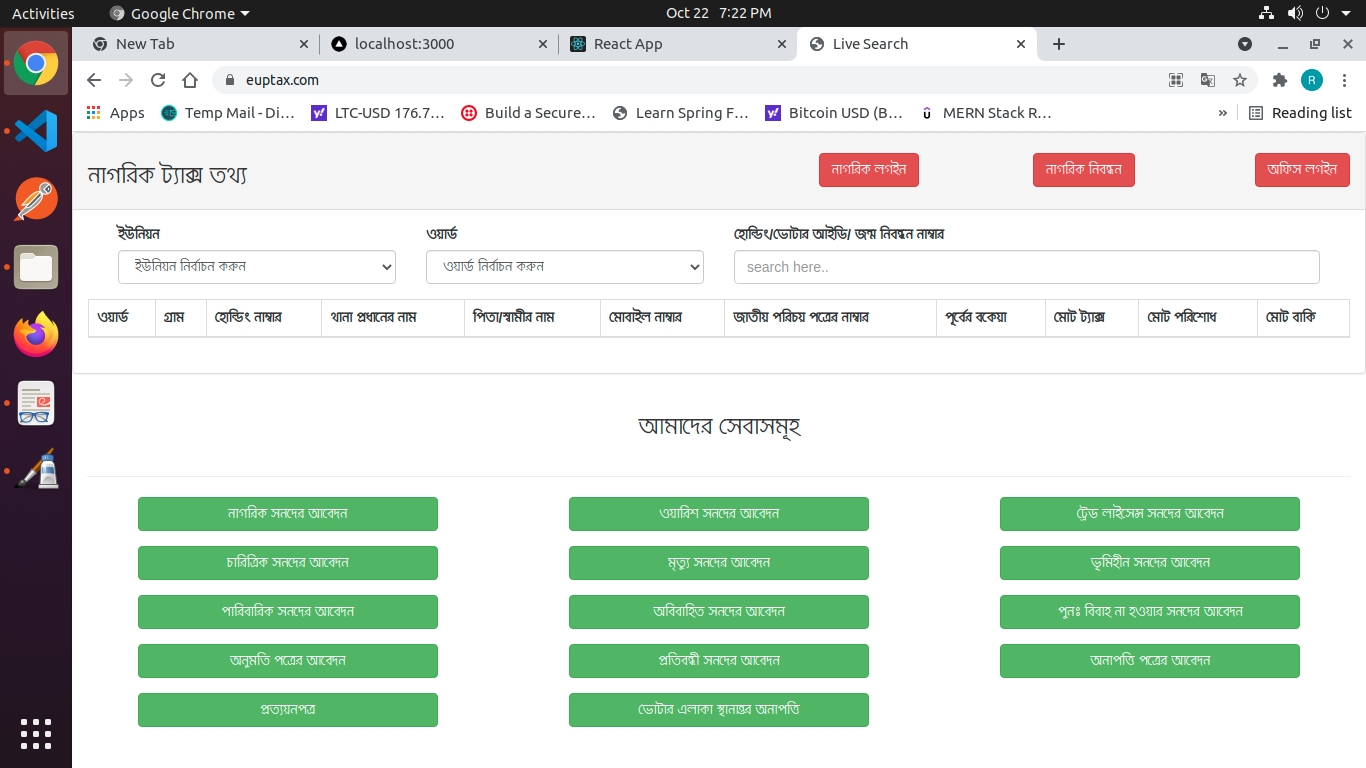 Activities Google Chrome Oct 22 7:22 PM
New Tab localhost:3000 React App Live Search
euptax.com R
Apps Temp Mail - Di... LTC-USD 176.7... Build a Secure... Learn Spring F... Bitcoin USD (B... MERN Stack R... » Reading list
নাগরিক ট্যাক্স তথ্য নাগরিক লগইন নাগরিক নিবন্ধন অফিস লগইন
ইউনিয়ন ওয়ার্ড হোল্ডিং/ভোটার আইডি/ জন্ম নিবন্ধন নাম্বার
ইউনিয়ন নির্বাচন করুন ওয়ার্ড নির্বাচন করুন search here..
ওয়ার্ড গ্রাম হোল্ডিং নাম্বার থানা প্রধানের নাম পিতা/স্বামীর নাম মোবাইল নাম্বার জাতীয় পরিচয় পত্রের নাম্বার পূর্বের বকেয়া মোট ট্যাক্স মোট পরিশোধ মোট বাকি
আমাদের সেবাসমূহ
নাগরিক সনদের আবেদন ওয়ারিশ সনদের আবেদন ট্রেড লাইসেন্স সনদের আবেদন
চারিত্রিক সনদের আবেদন মৃত্যু সনদের আবেদন ভূমিহীন সনদের আবেদন
পারিবারিক সনদের আবেদন অবিবাহিত সনদের আবেদন পুনঃ বিবাহ না হওয়ার সনদের আবেদন
অনুমতি পত্রের আবেদন প্রতিবন্ধী সনদের আবেদন অনাপত্তি পত্রের আবেদন
প্রত্যয়নপত্র ভোটার এলাকা স্থানান্তর অনাপত্তি